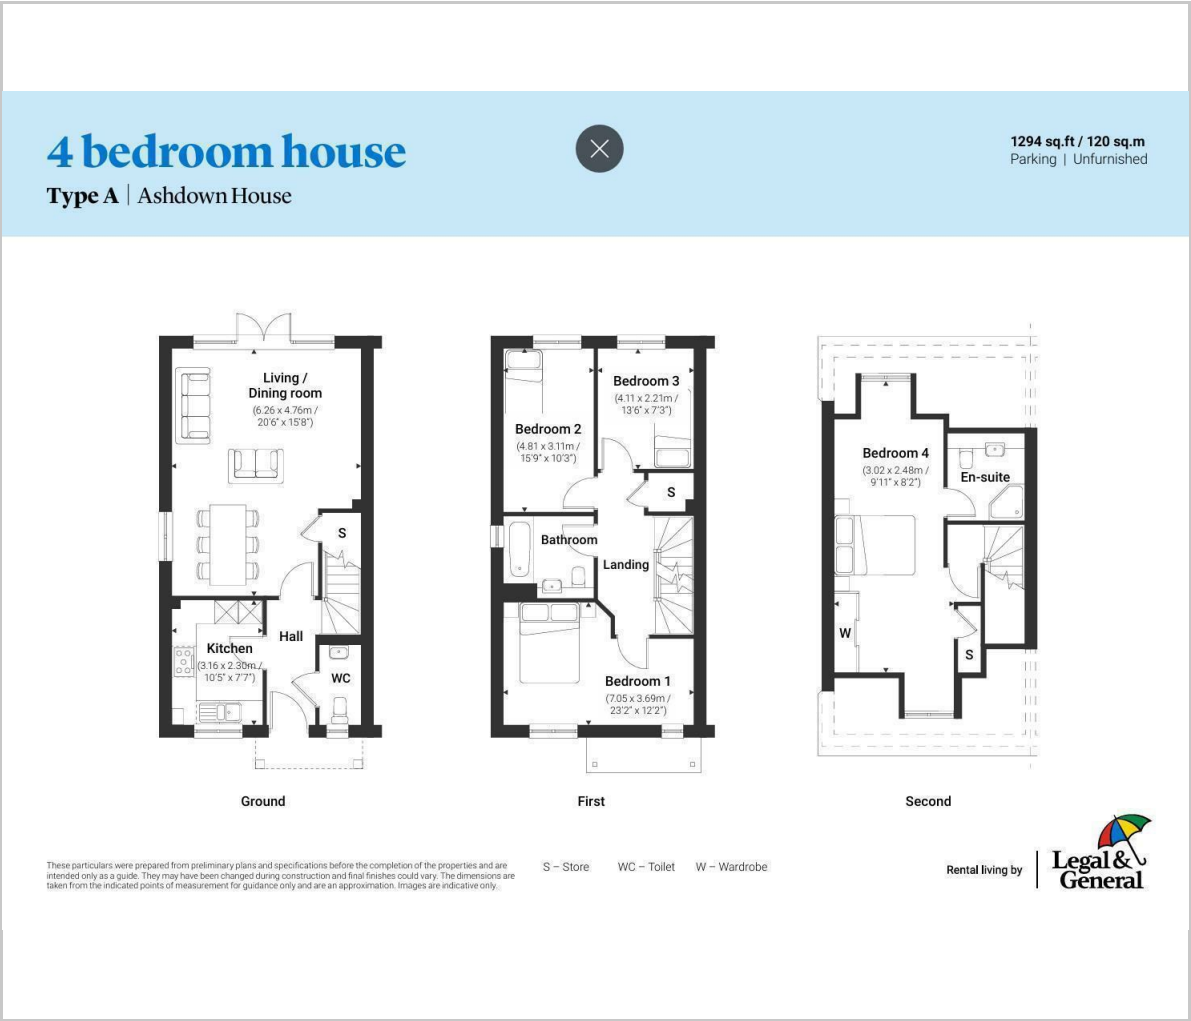 4 bedroom house
Type A | Ashdown House
1294 sq.ft / 120 sq.m
Parking | Unfurnished
Living /
Dining room
(6.26 x 4.76m /
20'6" x 15'8")
S
Kitchen
(3.16 x 2.30m /
10'5" x 7'7")
Hall
WC
Ground
Bedroom 2
(4.81 x 3.11m /
15'9" x 10'3")
Bedroom 3
(4.11 x 2.21m /
13'6" x 7'3")
S
Bathroom
Landing
Bedroom 1
(7.05 x 3.69m /
23'2" x 12'2")
First
Bedroom 4
(3.02 x 2.48m /
9'11" x 8'2")
En-suite
W
S
Second
These particulars were prepared from preliminary plans and specifications before the completion of the properties and are
intended only as a guide. They may have been changed during construction and final finishes could vary. The dimensions are
taken from the indicated points of measurement for guidance only and are an approximation. Images are indicative only.
S – Store WC – Toilet W – Wardrobe
Rental living by
Legal &
General